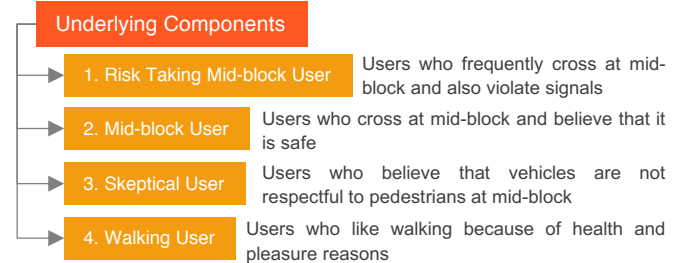 Underlying Components
1. Risk Taking Mid-block User
Users who frequently cross at mid-
block and also violate signals
2. Mid-block User
Users who cross at mid-block and believe that it
is safe
3. Skeptical User
Users who believe that vehicles are not
respectful to pedestrians at mid-block
4. Walking User
Users who like walking because of health and
pleasure reasons